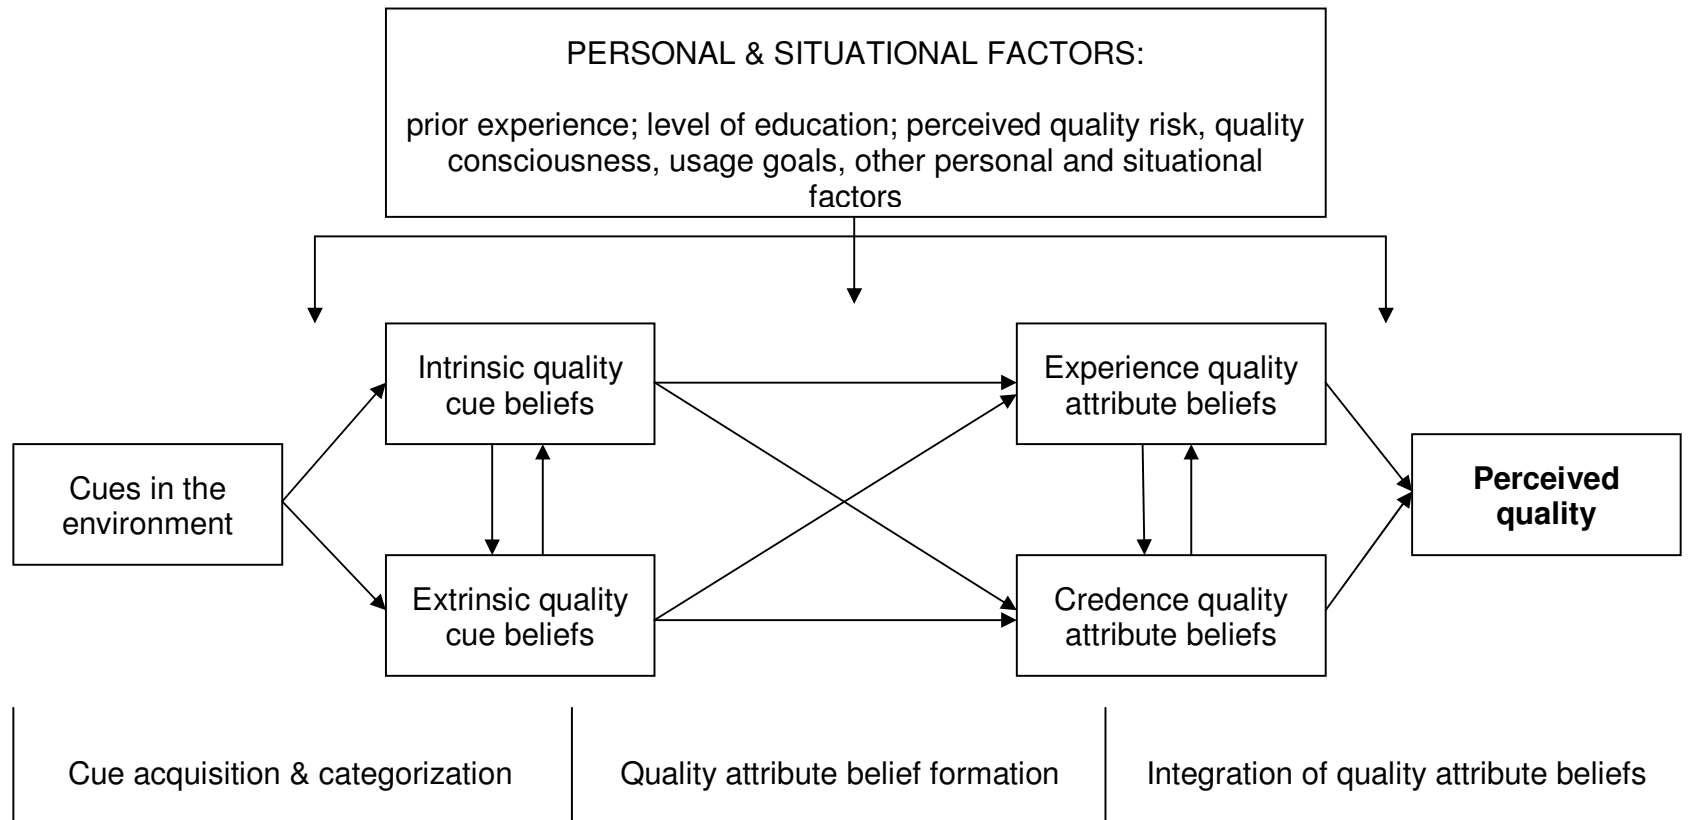 PERSONAL & SITUATIONAL FACTORS:
prior experience; level of education; perceived quality risk, quality
consciousness, usage goals, other personal and situational
factors
Intrinsic quality
cue beliefs
Experience quality
attribute beliefs
Cues in the
environment
Perceived
quality
Extrinsic quality
cue beliefs
Credence quality
attribute beliefs
Cue acquisition & categorization
Quality attribute belief formation
Integration of quality attribute beliefs